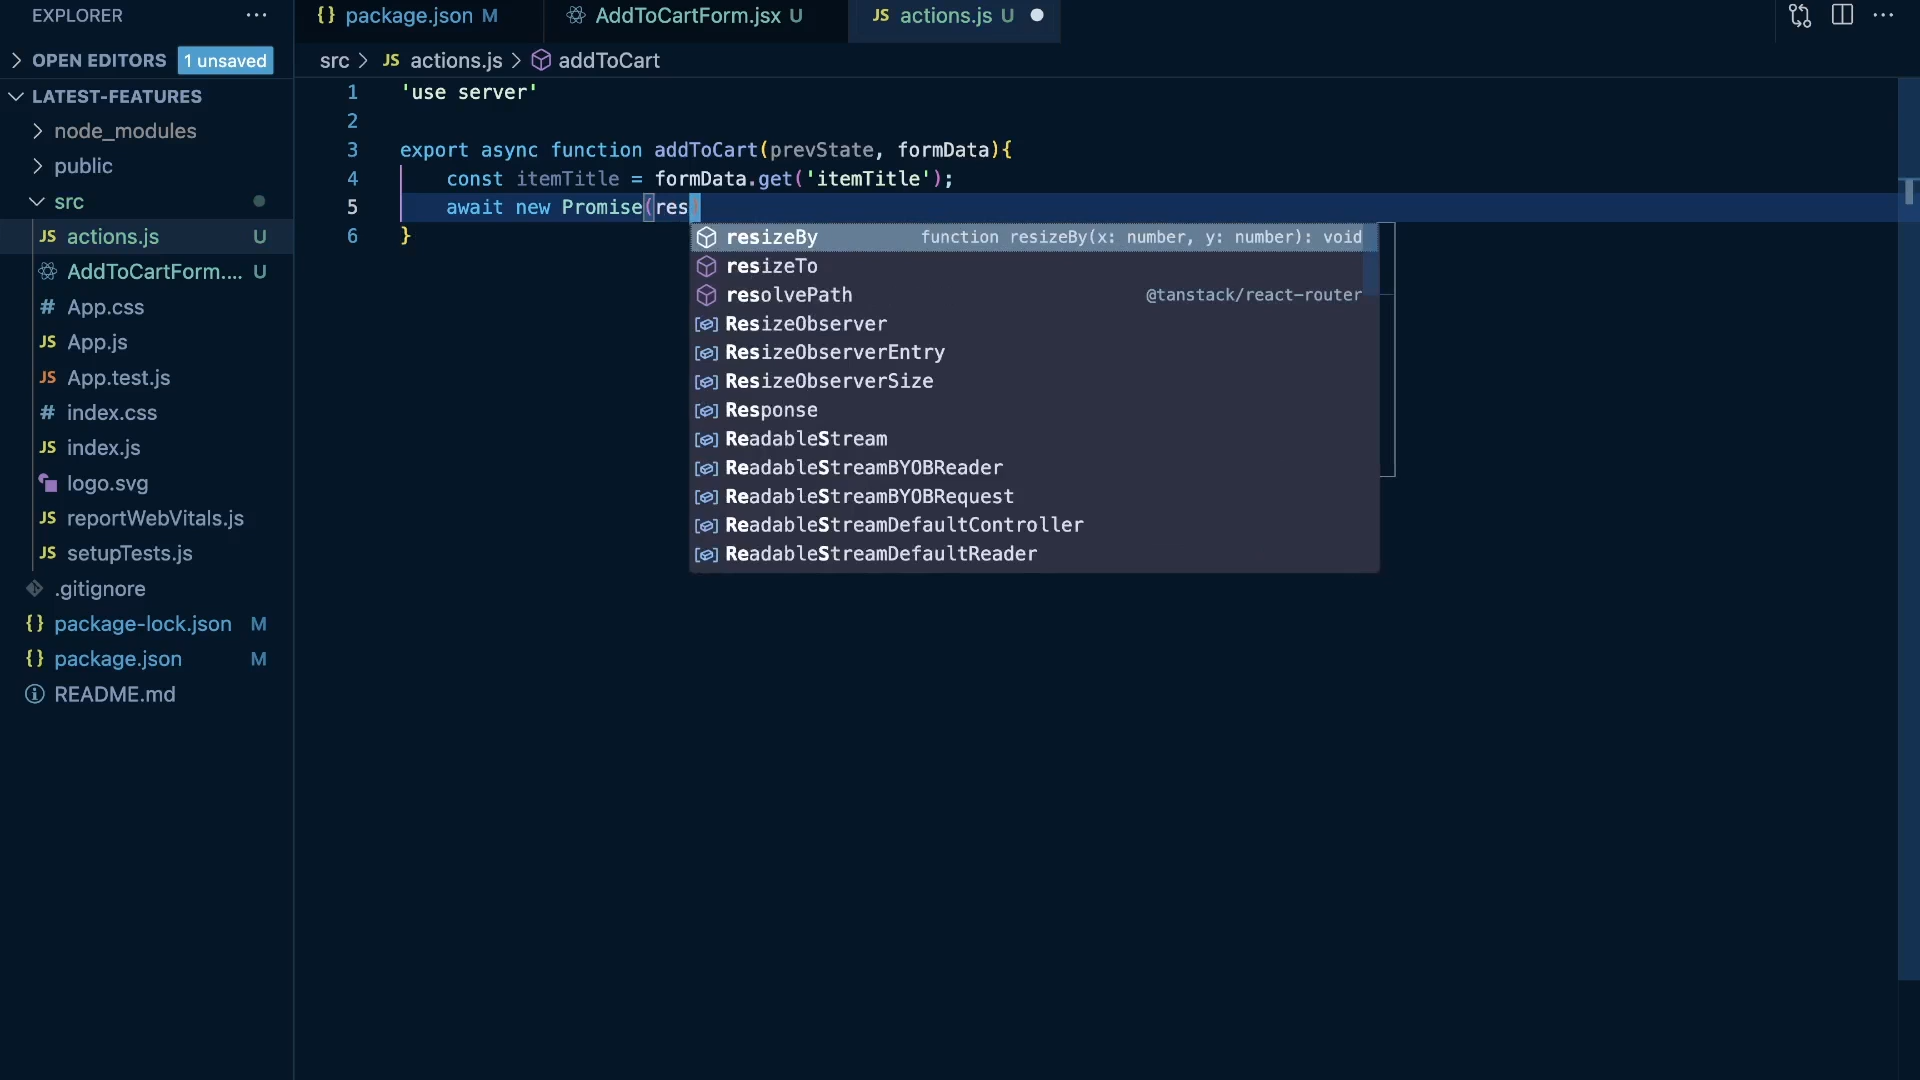 EXPLORER ...
OPEN EDITORS 1 unsaved
LATEST-FEATURES
node_modules
public
src
JS actions.js U
AddToCartForm.... U
# App.css
JS App.js
JS App.test.js
# index.css
JS index.js
logo.svg
JS reportWebVitals.js
JS setupTests.js
.gitignore
{} package-lock.json M
{} package.json M
README.md
{} package.json M
AddToCartForm.jsx U
JS actions.js U
src > JS actions.js > addToCart
1 'use server'
2
3 export async function addToCart(prevState, formData){
4 const itemTitle = formData.get('itemTitle');
5 await new Promise(res)
6 }
resizeBy function resizeBy(x: number, y: number): void
resizeTo
resolvePath @tanstack/react-router
ResizeObserver
ResizeObserverEntry
ResizeObserverSize
Response
ReadableStream
ReadableStreamBYOBReader
ReadableStreamBYOBRequest
ReadableStreamDefaultController
ReadableStreamDefaultReader